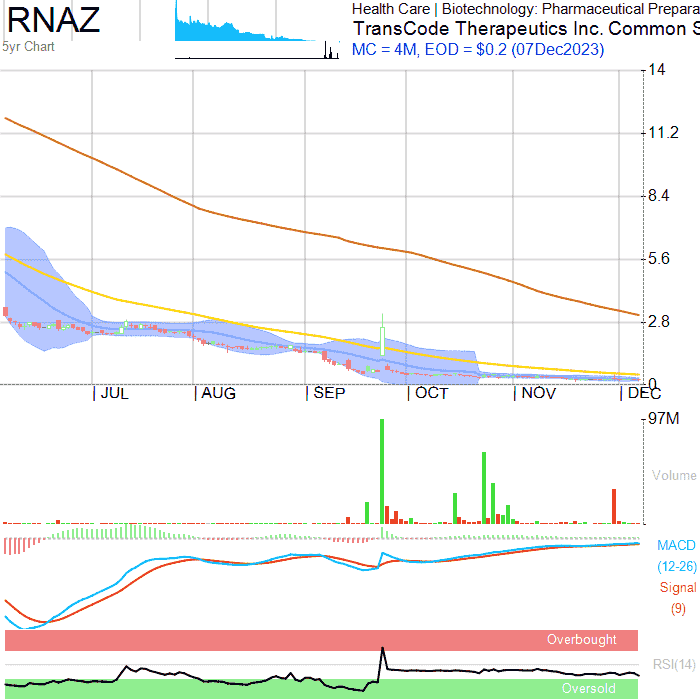 RNAZ
5yr Chart
Health Care | Biotechnology: Pharmaceutical Prepara
TransCode Therapeutics Inc. Common S
MC = 4M, EOD = $0.2 (07Dec2023)
14
11.2
8.4
5.6
2.8
0
JUL AUG SEP OCT NOV DEC
97M
Volume
MACD
(12-26)
Signal
(9)
Overbought
RSI(14)
Oversold